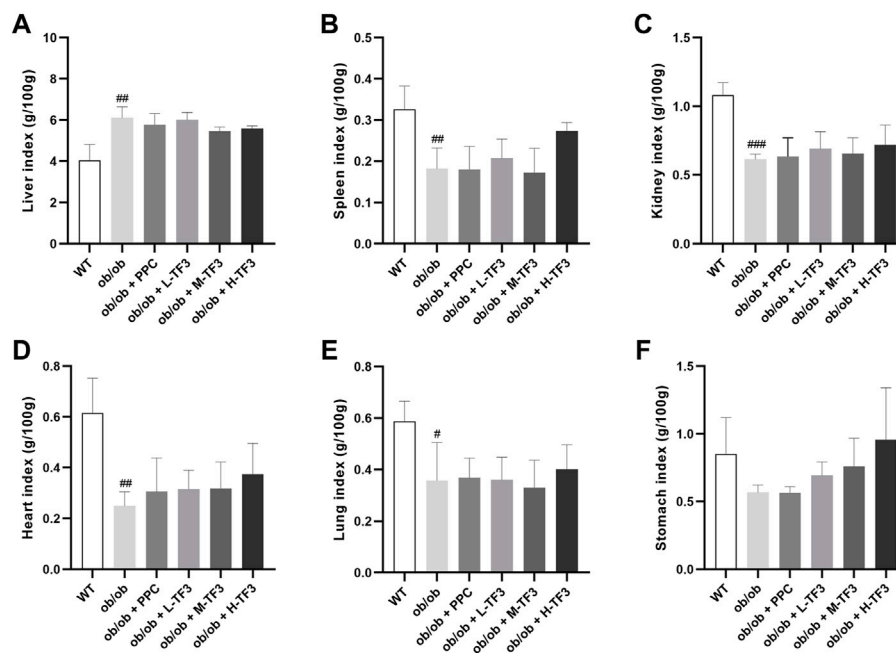 A
Liver index (g/100g)
10
8
6
4
2
0
##
WT
ob/ob
ob/ob + PPC
ob/ob + L-TF3
ob/ob + M-TF3
ob/ob + H-TF3
B
Spleen index (g/100g)
0.5
0.4
0.3
0.2
0.1
0.0
##
WT
ob/ob
ob/ob + PPC
ob/ob + L-TF3
ob/ob + M-TF3
ob/ob + H-TF3
C
Kidney index (g/100g)
1.5
1.0
0.5
0.0
###
WT
ob/ob
ob/ob + PPC
ob/ob + L-TF3
ob/ob + M-TF3
ob/ob + H-TF3
D
Heart index (g/100g)
0.8
0.6
0.4
0.2
0.0
##
WT
ob/ob
ob/ob + PPC
ob/ob + L-TF3
ob/ob + M-TF3
ob/ob + H-TF3
E
Lung index (g/100g)
0.8
0.6
0.4
0.2
0.0
#
WT
ob/ob
ob/ob + PPC
ob/ob + L-TF3
ob/ob + M-TF3
ob/ob + H-TF3
F
Stomach index (g/100g)
1.5
1.0
0.5
0.0
WT
ob/ob
ob/ob + PPC
ob/ob + L-TF3
ob/ob + M-TF3
ob/ob + H-TF3